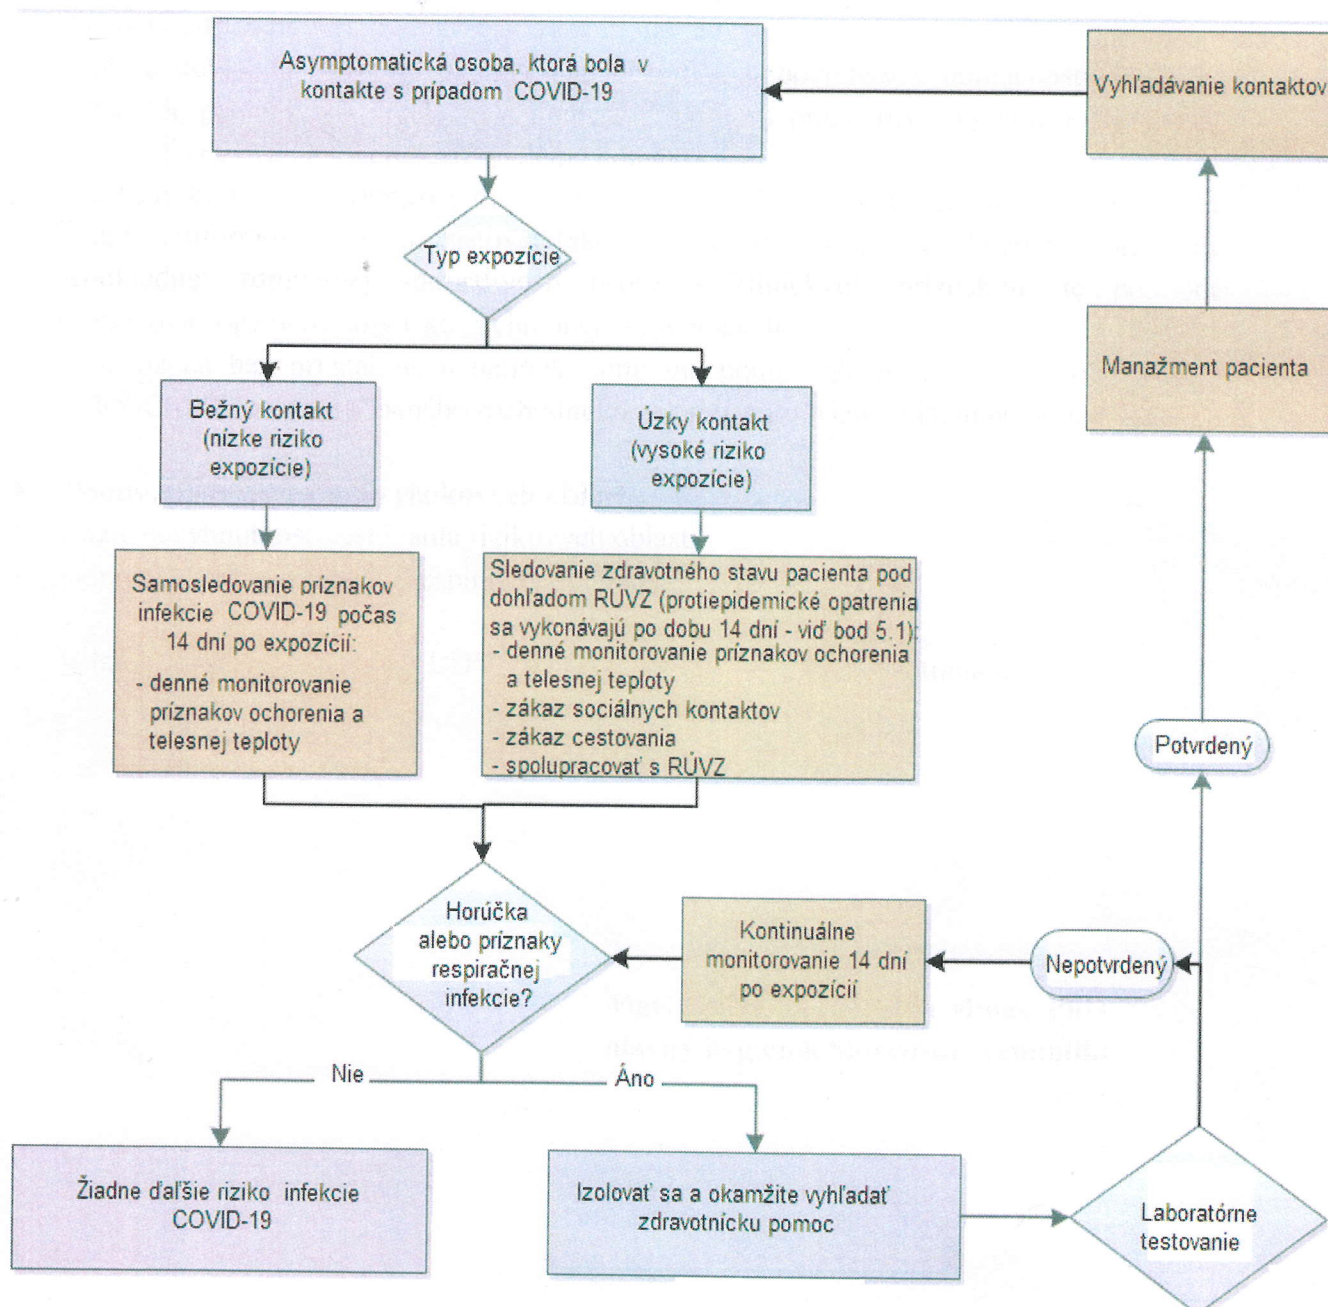 Asymptomatická osoba, ktorá bola v
kontakte s prípadom COVID-19
Vyhľadávanie kontaktov
Typ expozície
Manažment pacienta
Bežný kontakt
(nízke riziko
expozície)
Úzky kontakt
(vysoké riziko
expozície)
Samosledovanie príznakov
infekcie COVID-19 počas
14 dní po expozícií:
- denné monitorovanie
príznakov ochorenia a
telesnej teploty
Sledovanie zdravotného stavu pacienta pod
dohľadom RÚVZ (protiepidemické opatrenia
sa vykonávajú po dobu 14 dní - viď bod 5.1):
- denné monitorovanie príznakov ochorenia
a telesnej teploty
- zákaz sociálnych kontaktov
- zákaz cestovania
- spolupracovať s RÚVZ
Potvrdený
Horúčka
alebo príznaky
respiračnej
infekcie?
Kontinuálne
monitorovanie 14 dní
po expozícií
Nepotvrdený
Nie
Áno
Žiadne ďaľšie riziko infekcie
COVID-19
Izolovať sa a okamžite vyhľadať
zdravotnícku pomoc
Laboratórne
testovanie